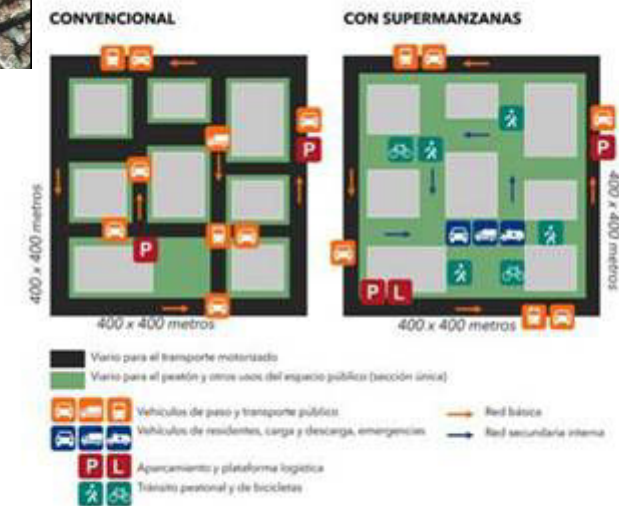 CONVENCIONAL
CON SUPERMANZANAS
P
P
400 x 400 metros
400 x 400 metros
P
P L
400 x 400 metros
400 x 400 metros
Viario para el transporte motorizado
Viario para el peatón y otros usos del espacio público (sección única)
Vehículos de paso y transporte público
Red básica
Vehículos de residentes, carga y descarga, emergencias
Red secundaria interna
P L Aparcamiento y plataforma logística
Tránsito peatonal y de bicicletas